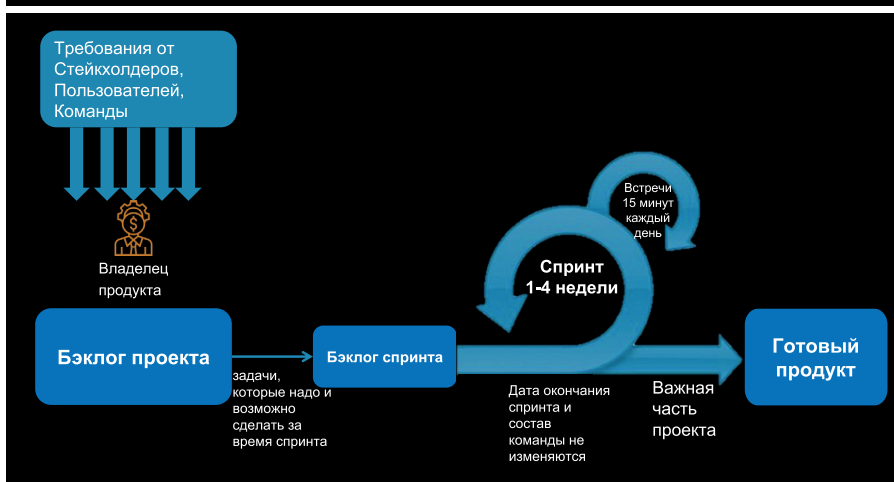 Требования от
Стейкхолдеров,
Пользователей,
Команды
Владелец
продукта
Бэклог проекта
задачи,
которые надо и
возможно
сделать за
время спринта
Бэклог спринта
Спринт
1-4 недели
Встречи
15 минут
каждый
день
Дата окончания
спринта и
состав
команды не
изменяются
Важная
часть
проекта
Готовый
продукт